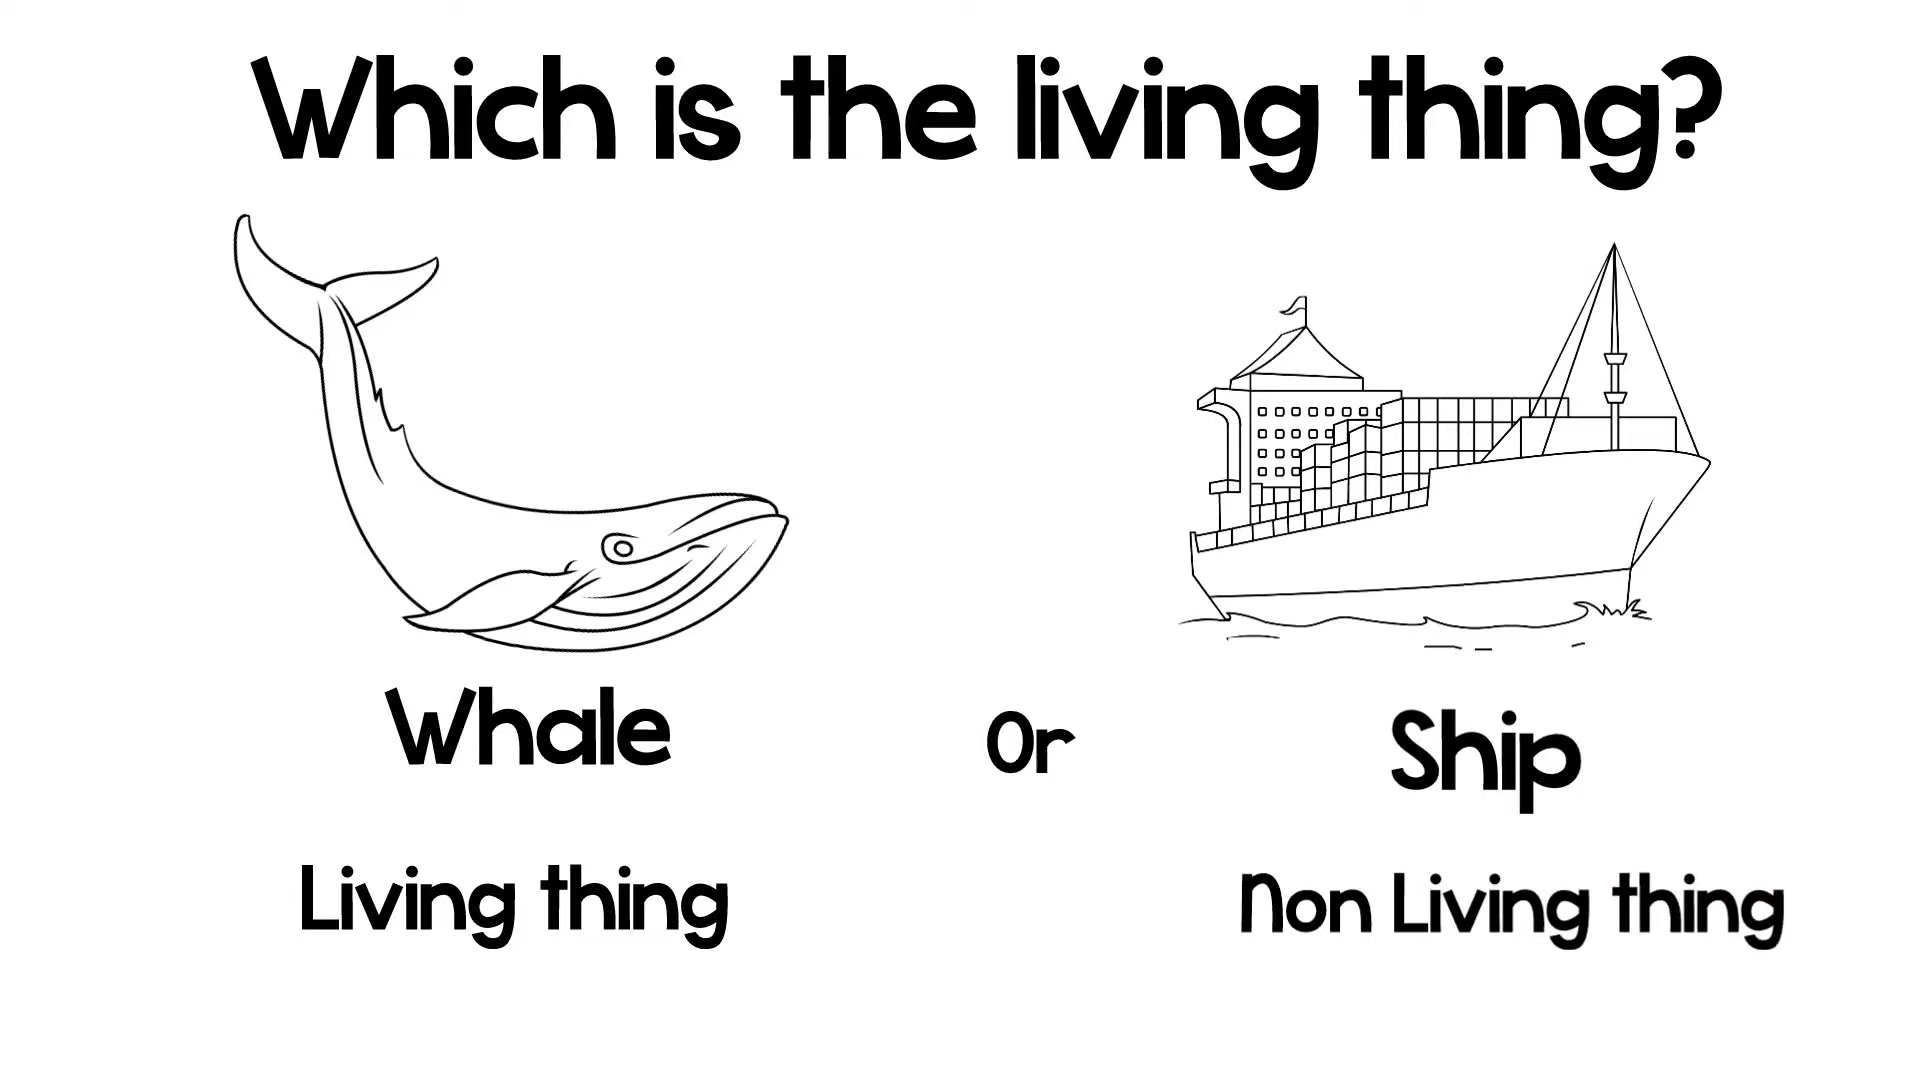 Which is the living thing?
Whale
Or
Ship
Living thing
Non Living thing